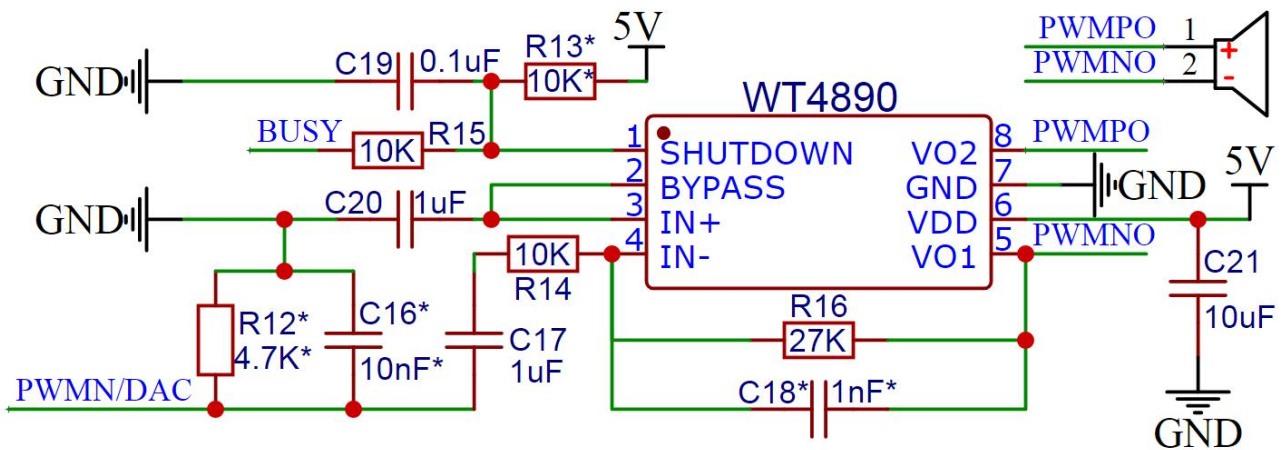 5V
PWMPO 1
R13*
C19 0.1uF
10K*
GND
PWMNO 2
+
-
WT4890
BUSY
R15
10K
1 SHUTDOWN VO2 8 PWMPO
2 BYPASS GND 7 GND
5V
GND C20 1uF
3 IN+ VDD 6
4 IN- VO1 5 PWMNO
10K
R14
C21
10uF
R16
27K
R12*
4.7K*
C16*
10nF*
C17
1uF
PWMN/DAC
C18* 1nF*
GND